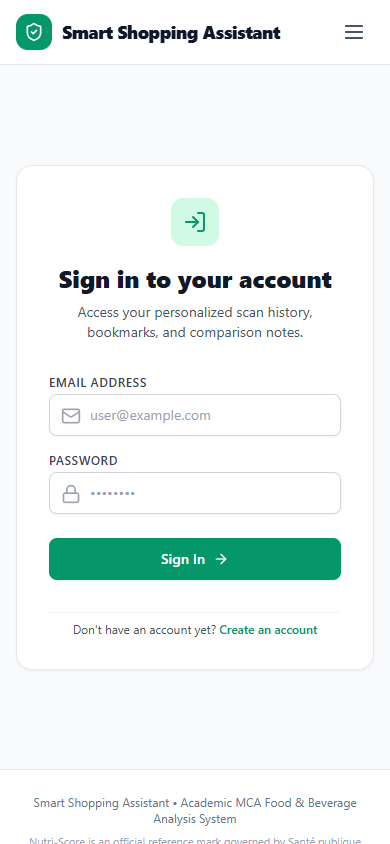 Smart Shopping Assistant
Sign in to your account
Access your personalized scan history,
bookmarks, and comparison notes.
EMAIL ADDRESS
user@example.com
PASSWORD
••••••••
Sign In →
Don't have an account yet? Create an account
Smart Shopping Assistant • Academic MCA Food & Beverage
Analysis System
Nutri-Score is an official reference mark governed by Santé publique